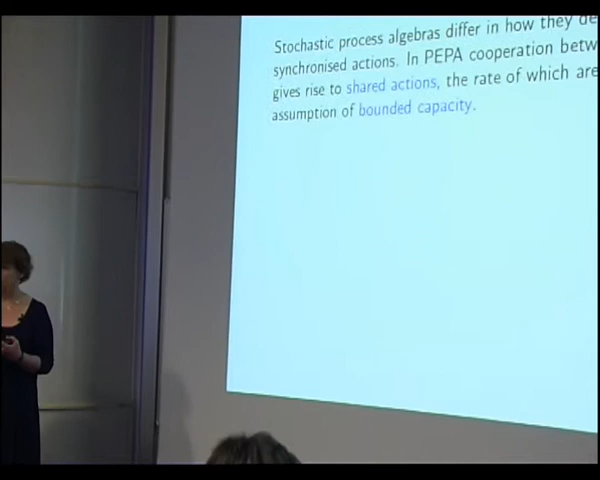 Stochastic process algebras differ in how they de
synchronised actions. In PEPA cooperation betw
gives rise to shared actions, the rate of which are
assumption of bounded capacity.